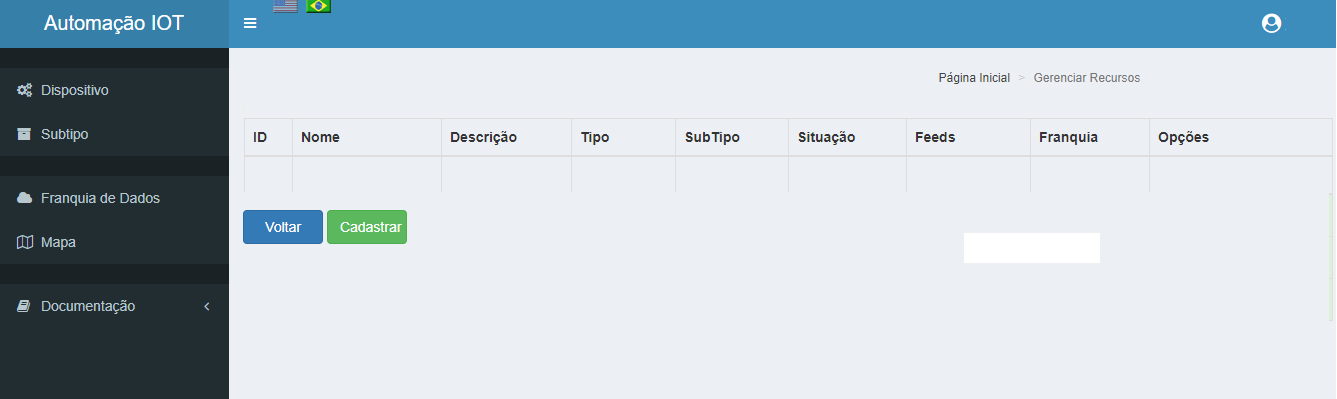 Automação IOT
Página Inicial > Gerenciar Recursos
Dispositivo
Subtipo
Franquia de Dados
Mapa
Documentação
ID Nome Descrição Tipo SubTipo Situação Feeds Franquia Opções
Voltar Cadastrar